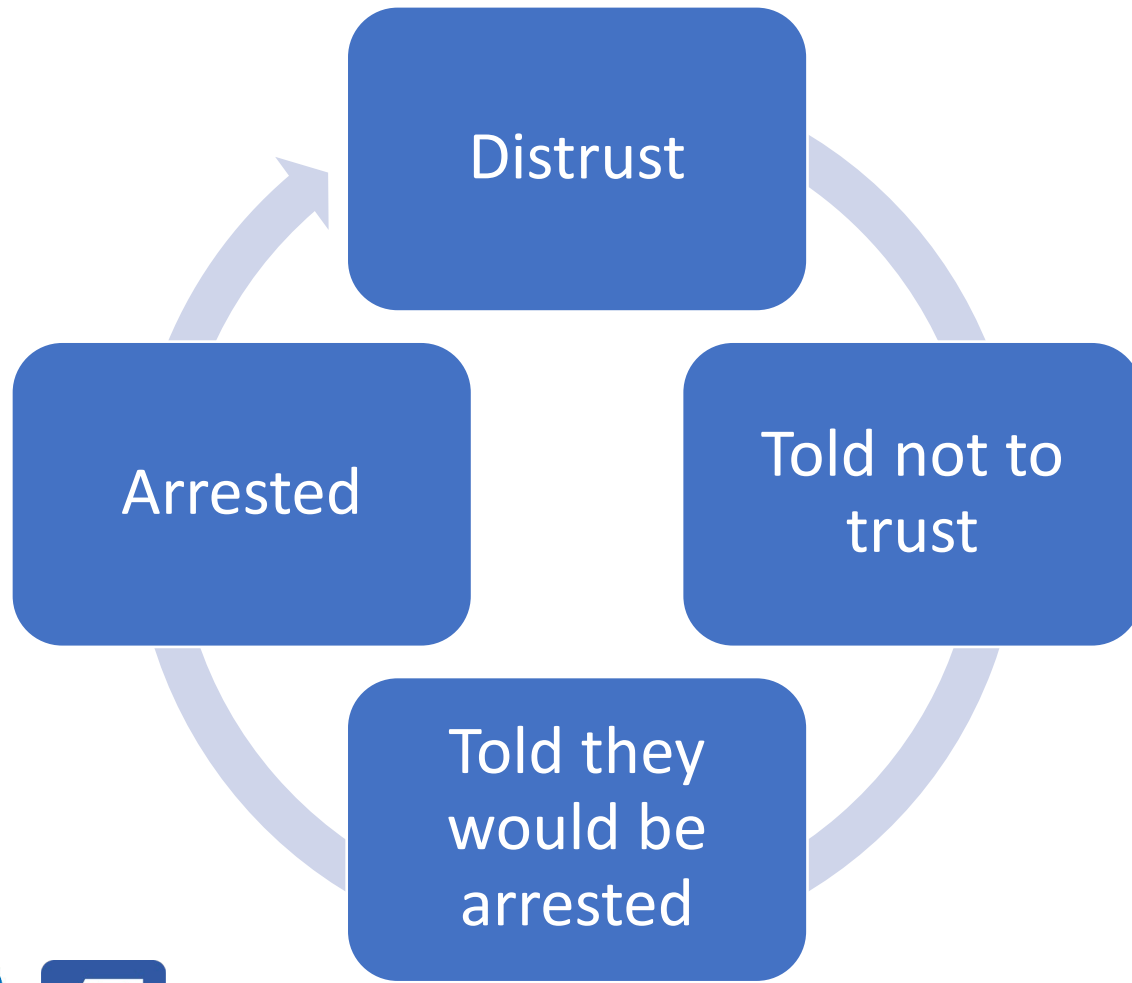 Distrust
Told not to
trust
Told they
would be
arrested
Arrested